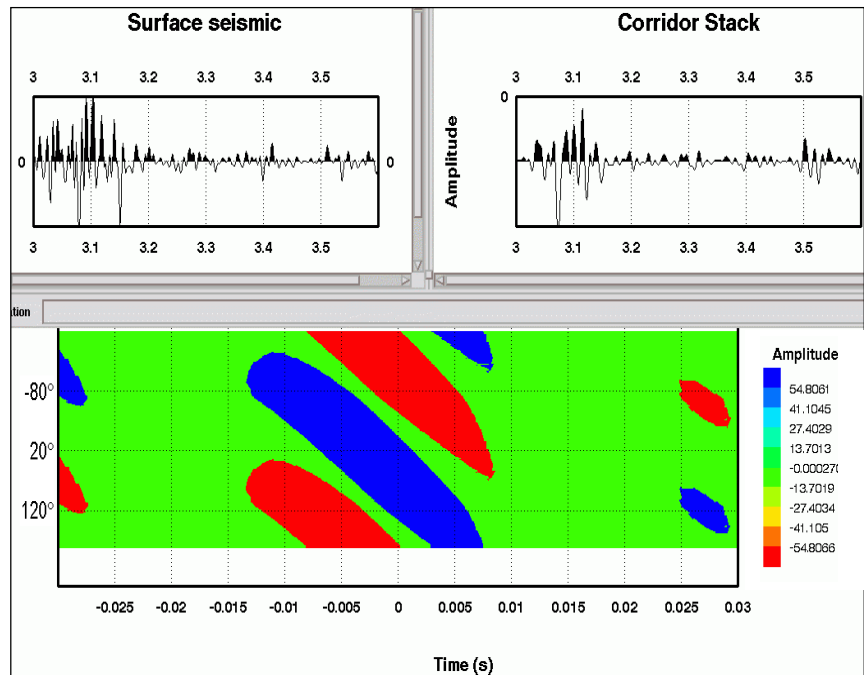 Surface seismic
3 3.1 3.2 3.3 3.4 3.5
0 0
3 3.1 3.2 3.3 3.4 3.5
Corridor Stack
3 3.1 3.2 3.3 3.4 3.5
0
Amplitude
3 3.1 3.2 3.3 3.4 3.5
ation
-80°
20°
120°
-0.025 -0.02 -0.015 -0.01 -0.005 0 0.005 0.01 0.015 0.02 0.025 0.03
Time (s)
Amplitude
54.8061
41.1045
27.4029
13.7013
-0.000270
-13.7019
-27.4034
-41.105
-54.8066